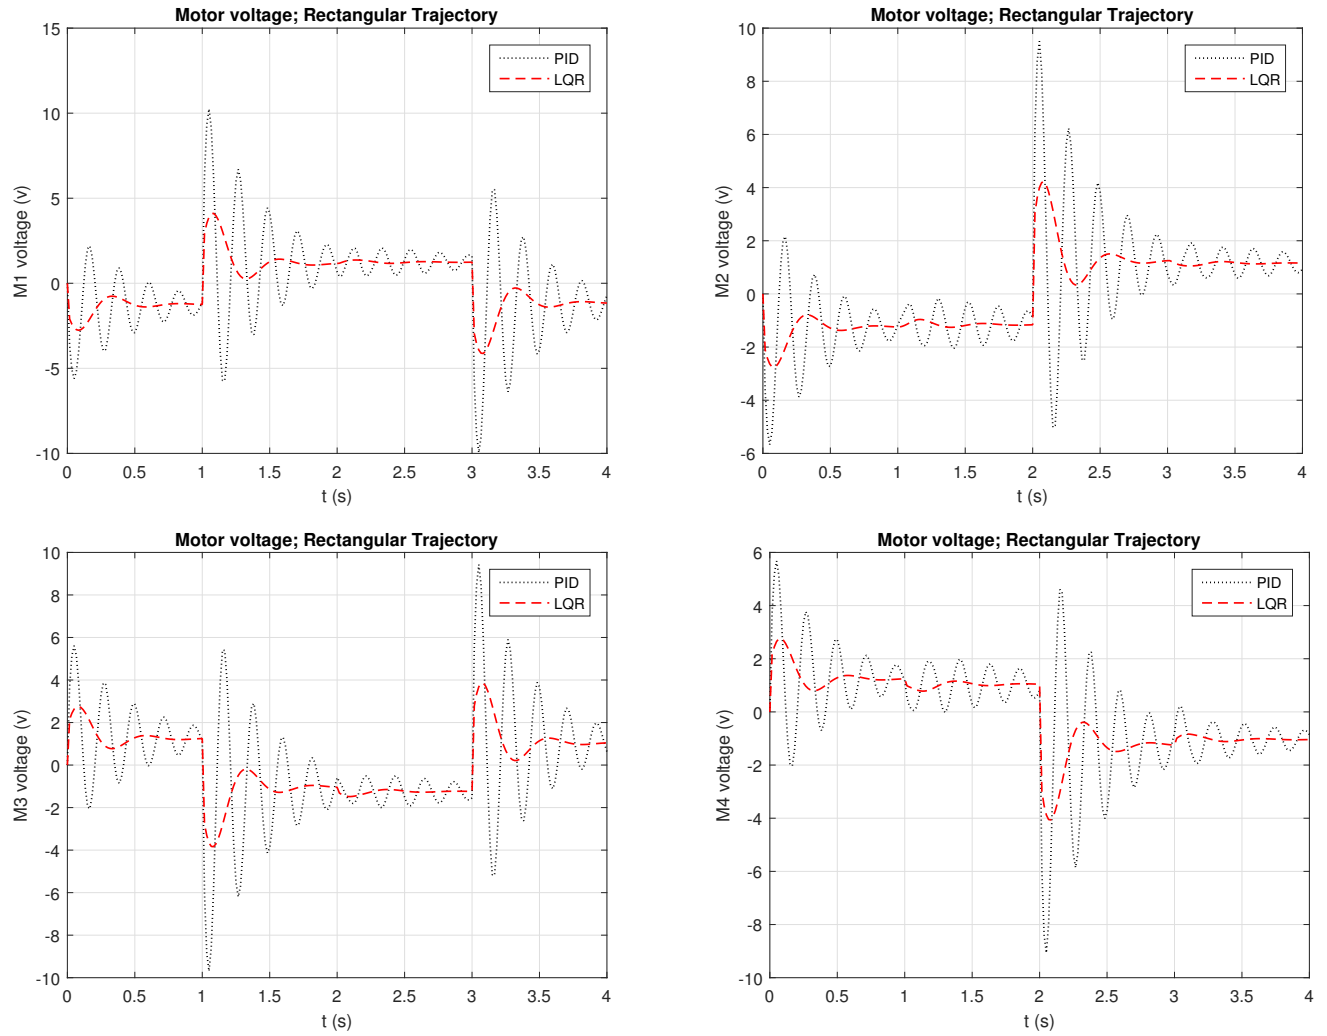 Motor voltage; Rectangular Trajectory
15
10
5
0
-5
-10
M1 voltage (v)
PID
LQR
0 0.5 1 1.5 2 2.5 3 3.5 4
t (s)
Motor voltage; Rectangular Trajectory
10
8
6
4
2
0
-2
-4
-6
M2 voltage (v)
PID
LQR
0 0.5 1 1.5 2 2.5 3 3.5 4
t (s)
Motor voltage; Rectangular Trajectory
10
8
6
4
2
0
-2
-4
-6
-8
-10
M3 voltage (v)
PID
LQR
0 0.5 1 1.5 2 2.5 3 3.5 4
t (s)
Motor voltage; Rectangular Trajectory
6
4
2
0
-2
-4
-6
-8
-10
M4 voltage (v)
PID
LQR
0 0.5 1 1.5 2 2.5 3 3.5 4
t (s)